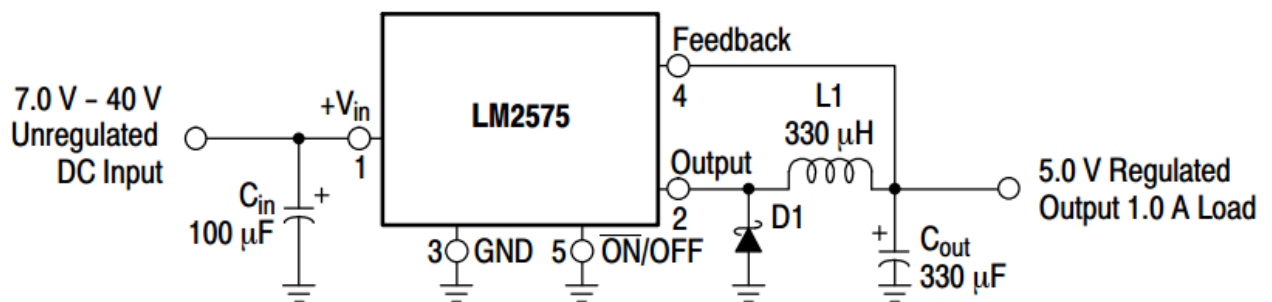 7.0 V – 40 V
Unregulated
DC Input
+Vin
1
Cin
+
100 µF
LM2575
3
GND
5
ON/OFF
Feedback
4
Output
2
D1
L1
330 µH
+
Cout
330 µF
5.0 V Regulated
Output 1.0 A Load